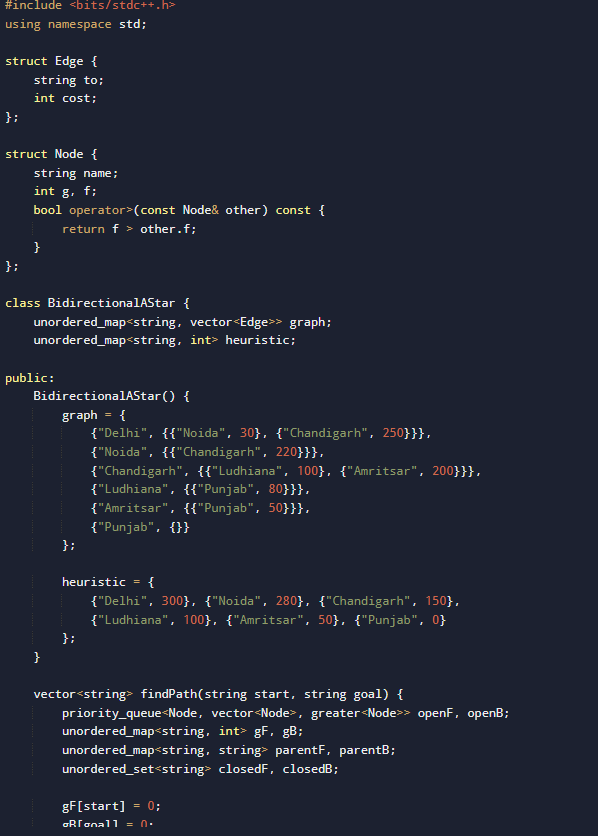 #include <bits/stdc++.h>
using namespace std;

struct Edge {
    string to;
    int cost;
};

struct Node {
    string name;
    int g, f;
    bool operator>(const Node& other) const {
        return f > other.f;
    }
};

class BidirectionalAStar {
    unordered_map<string, vector<Edge>> graph;
    unordered_map<string, int> heuristic;

public:
    BidirectionalAStar() {
        graph = {
            {"Delhi", {{"Noida", 30}, {"Chandigarh", 250}}},
            {"Noida", {{"Chandigarh", 220}}},
            {"Chandigarh", {{"Ludhiana", 100}, {"Amritsar", 200}}},
            {"Ludhiana", {{"Punjab", 80}}},
            {"Amritsar", {{"Punjab", 50}}},
            {"Punjab", {}}
        };

        heuristic = {
            {"Delhi", 300}, {"Noida", 280}, {"Chandigarh", 150},
            {"Ludhiana", 100}, {"Amritsar", 50}, {"Punjab", 0}
        };
    }

    vector<string> findPath(string start, string goal) {
        priority_queue<Node, vector<Node>, greater<Node>> openF, openB;
        unordered_map<string, int> gF, gB;
        unordered_map<string, string> parentF, parentB;
        unordered_set<string> closedF, closedB;

        gF[start] = 0;
        gB[goal] = 0;